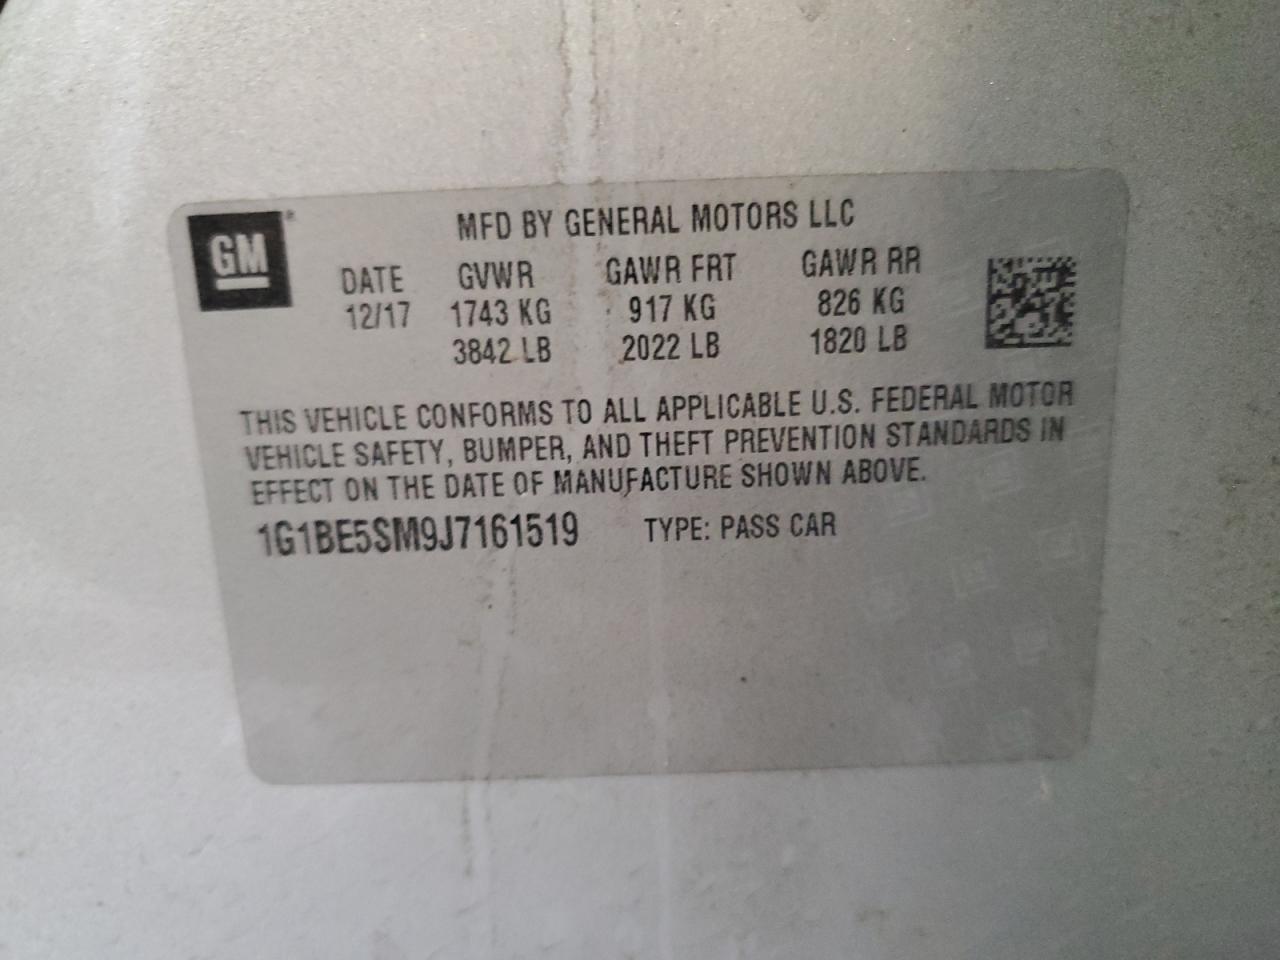 GM
MFD BY GENERAL MOTORS LLC
DATE GVWR GAWR FRT GAWR RR
12/17 1743 KG 917 KG 826 KG
3842 LB 2022 LB 1820 LB
THIS VEHICLE CONFORMS TO ALL APPLICABLE U.S. FEDERAL MOTOR
VEHICLE SAFETY, BUMPER, AND THEFT PREVENTION STANDARDS IN
EFFECT ON THE DATE OF MANUFACTURE SHOWN ABOVE.
1G1BE5SM9J7161519 TYPE: PASS CAR